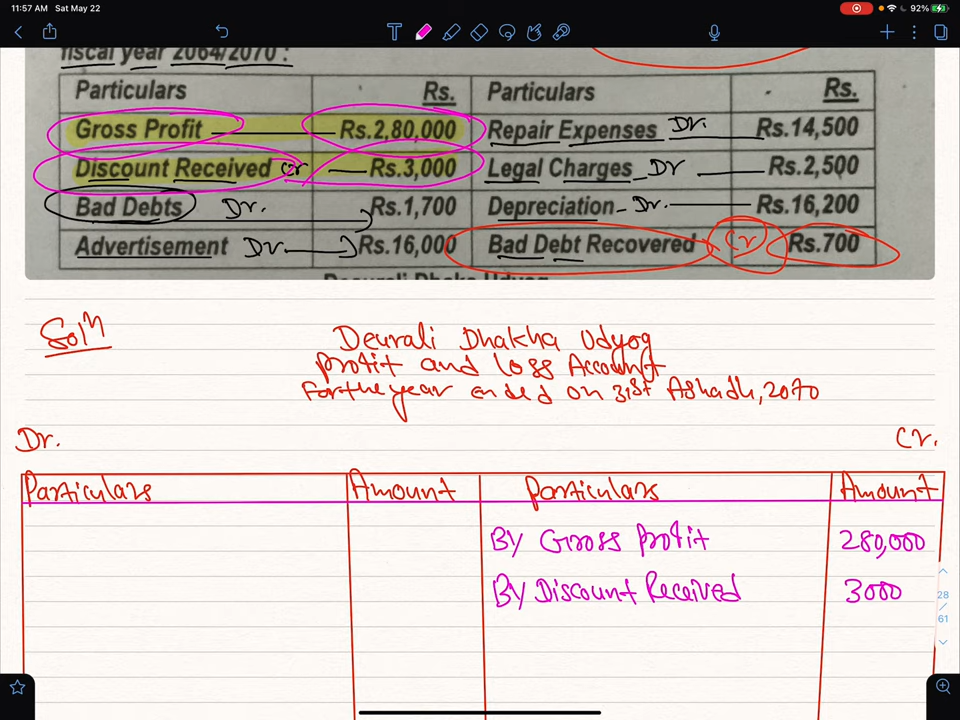 11:57 AM Sat May 22
92%
fiscal year 2064/2070 :
Particulars Rs. Particulars Rs.
Gross Profit Rs.2,80,000 Repair Expenses Dr. Rs.14,500
Discount Received Cr Rs.3,000 Legal Charges Dr Rs.2,500
Bad Debts Dr. Rs.1,700 Depreciation Dr. Rs.16,200
Advertisement Dr Rs.16,000 Bad Debt Recovered Cr Rs.700
Solⁿ
Deurali Dhakha Udyog
Profit and loss Account
For the year ended on 31st Ashadh, 2070
Dr. Cr.
Particulars Amount Particulars Amount
By Gross Profit 280,000
By Discount Received 3000
28
/
61